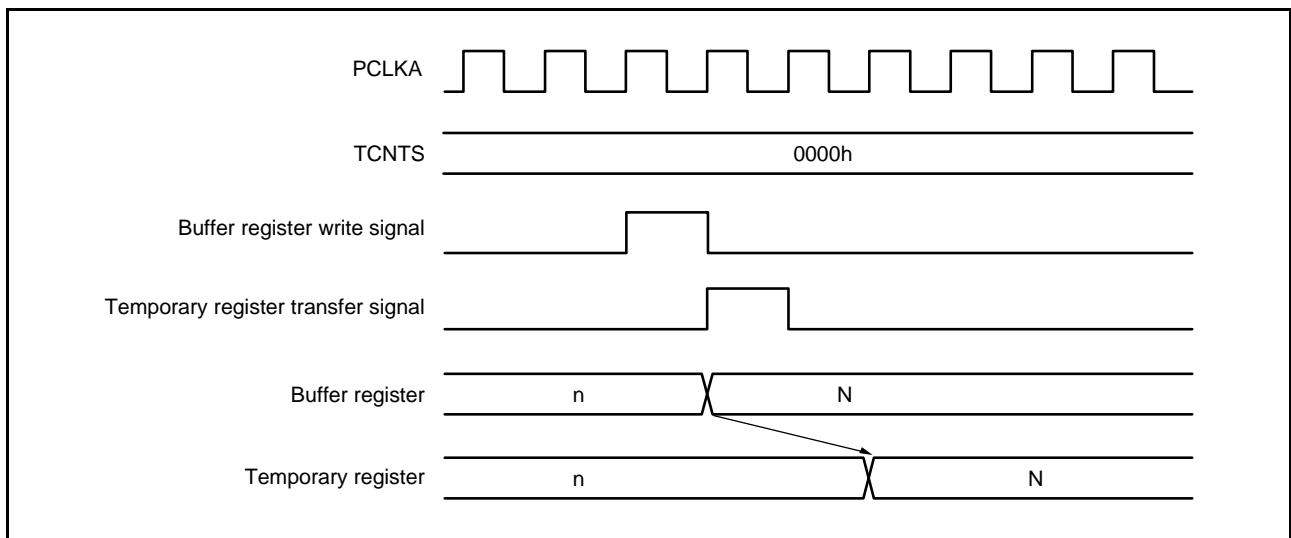 PCLKA
TCNTS 0000h
Buffer register write signal
Temporary register transfer signal
Buffer register n N
Temporary register n N